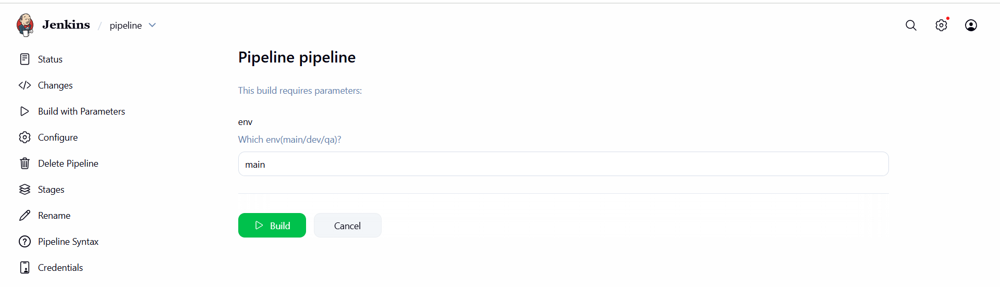 Jenkins / pipeline
Status
Changes
Build with Parameters
Configure
Delete Pipeline
Stages
Rename
Pipeline Syntax
Credentials
Pipeline pipeline
This build requires parameters:
env
Which env(main/dev/qa)?
main
Build
Cancel